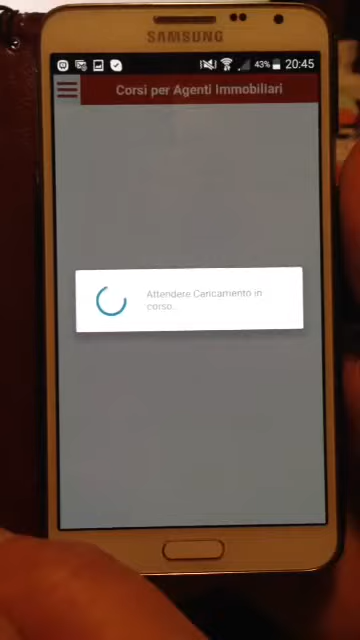 SAMSUNG
43% 20:45
Corsi per Agenti Immobiliari
Attendere Caricamento in
corso...